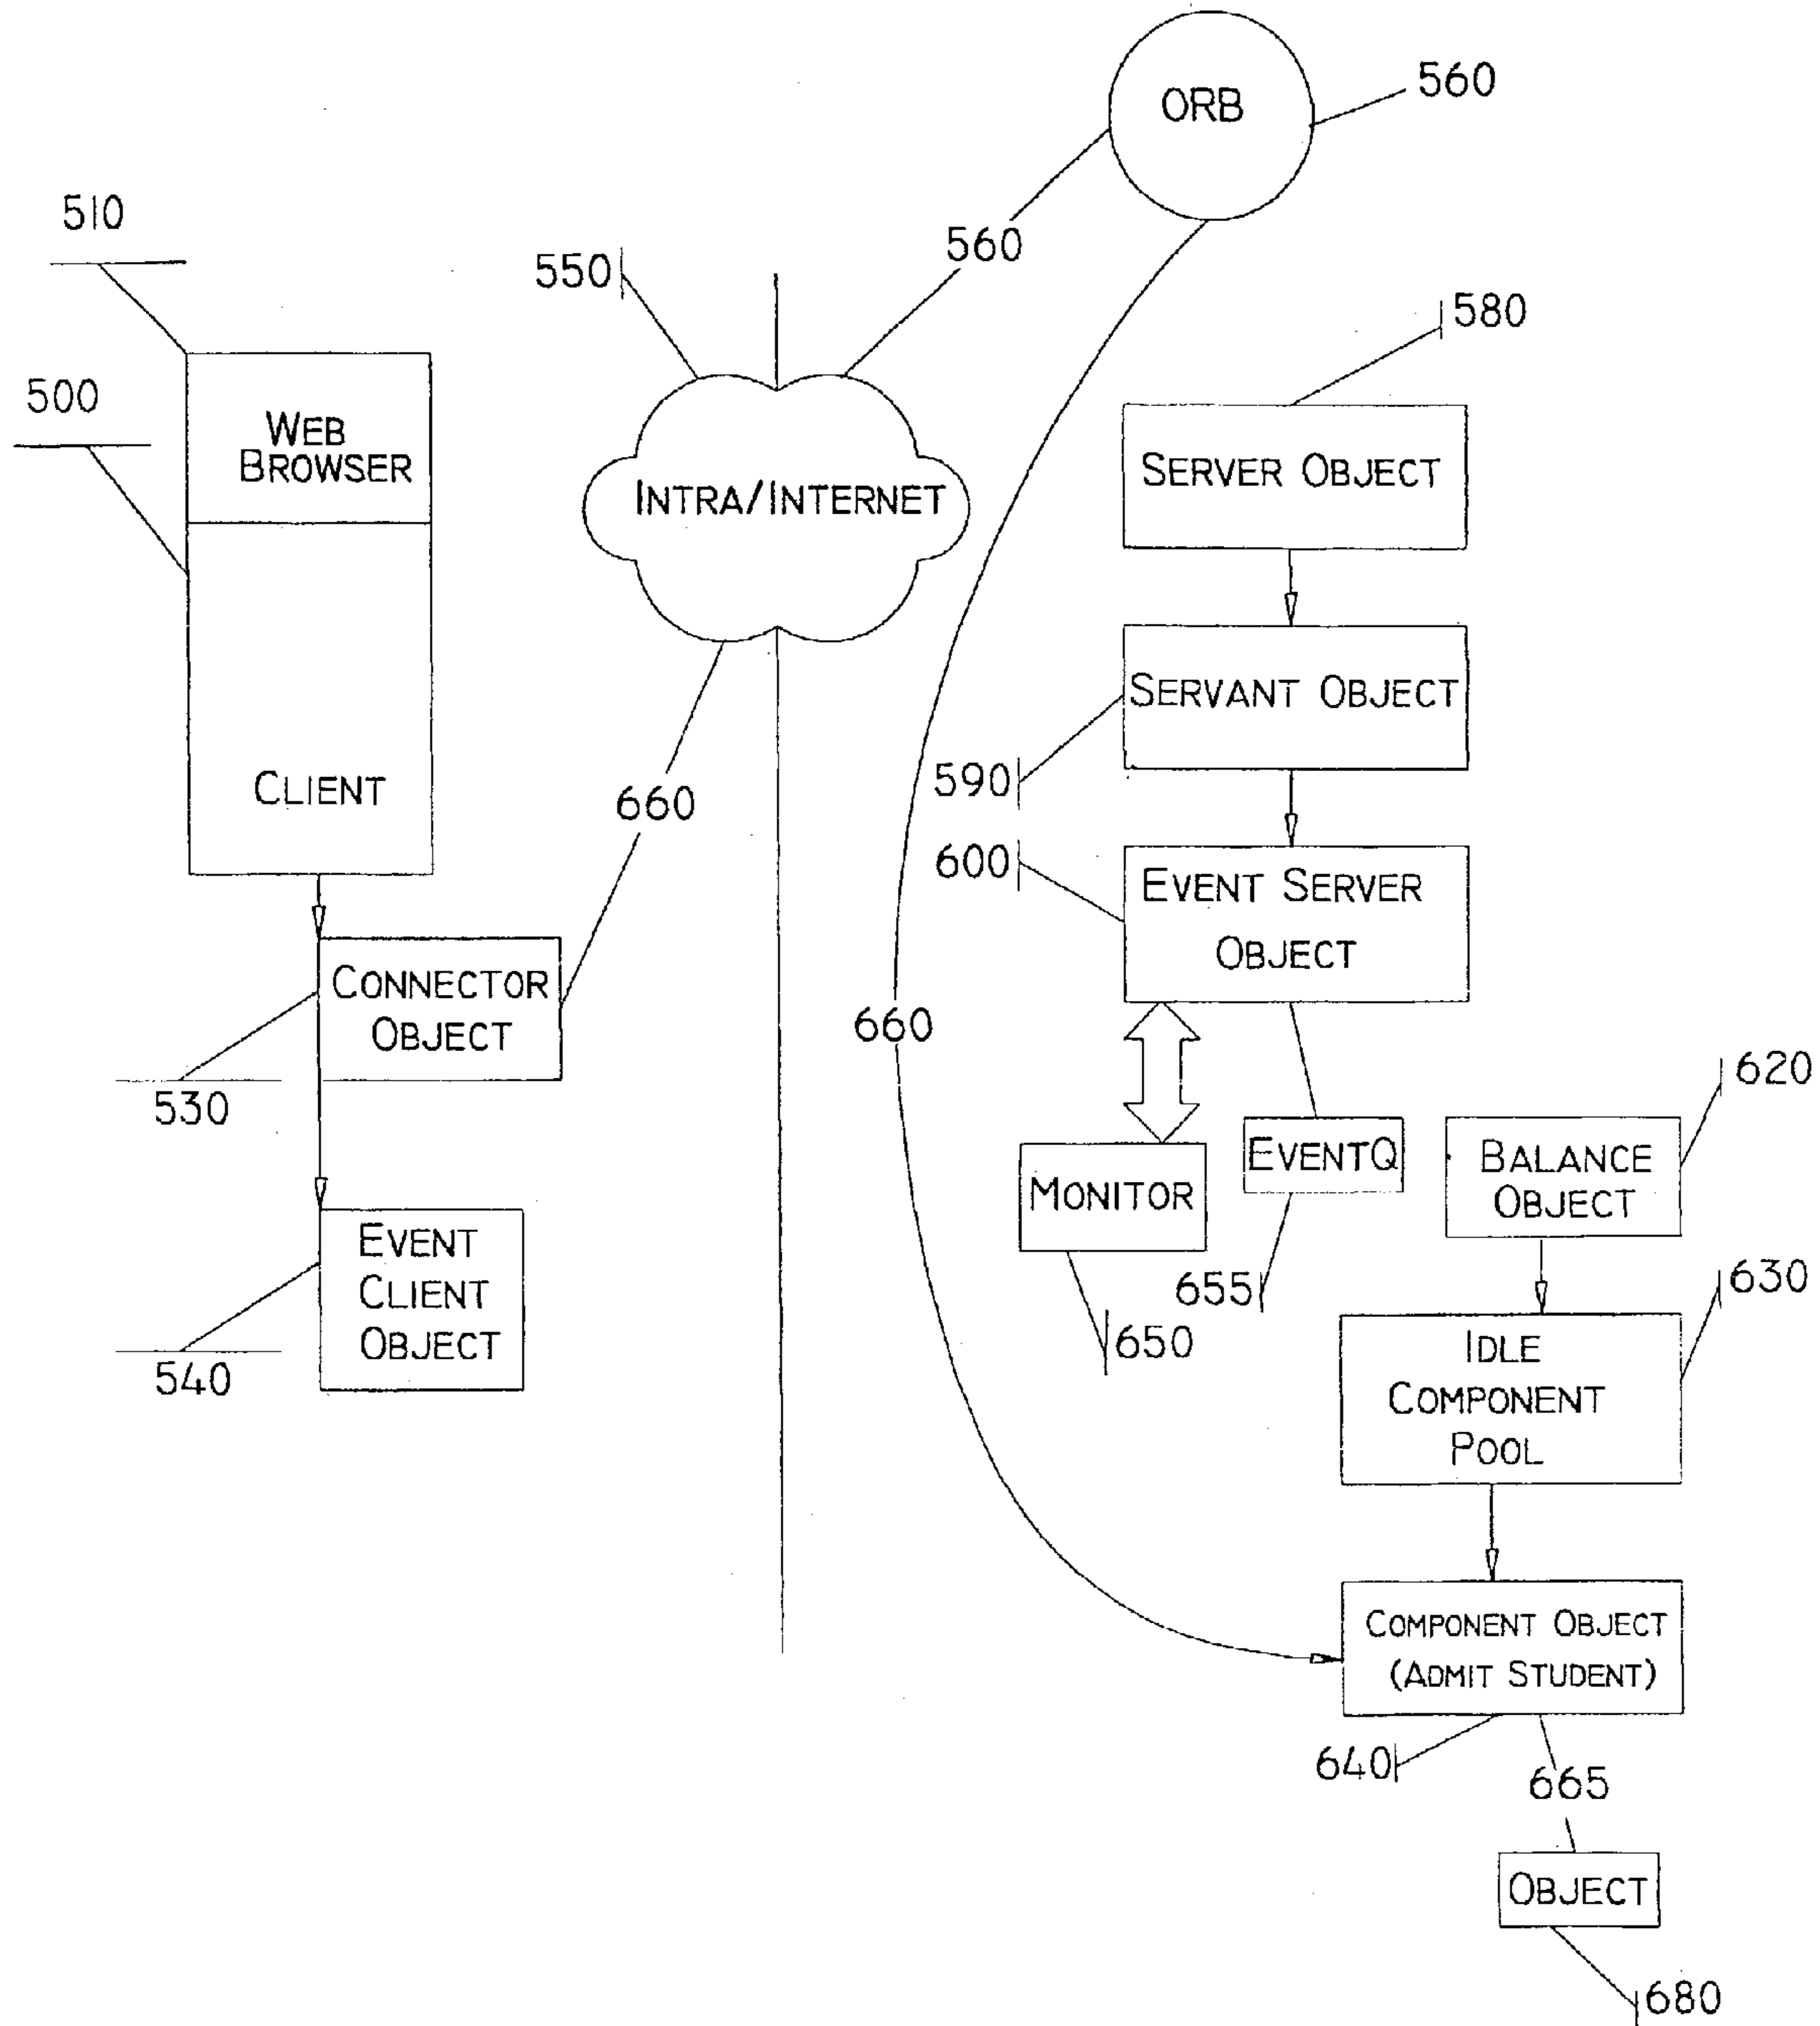 ORB
560
510
560
550
580
500
WEB
BROWSER
INTRA/INTERNET
SERVER OBJECT
SERVANT OBJECT
590
CLIENT
660
600
EVENT SERVER
OBJECT
CONNECTOR
OBJECT
660
530
620
EVENTQ
BALANCE
OBJECT
MONITOR
EVENT
CLIENT
OBJECT
655
630
650
540
IDLE
COMPONENT
POOL
COMPONENT OBJECT
(ADMIT STUDENT)
640
665
OBJECT
680